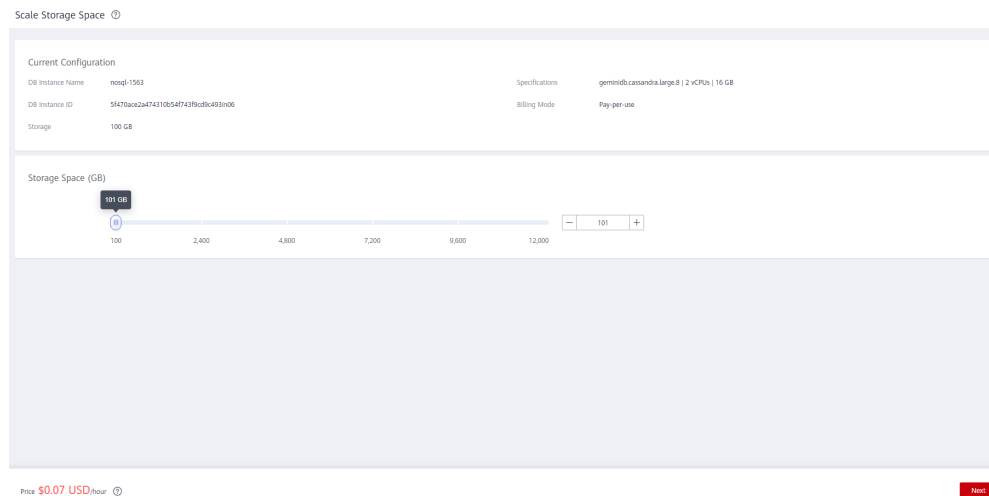 Scale Storage Space ?
Current Configuration
DB Instance Name nosql-1563 Specifications geminidb.cassandra.large.8 | 2 vCPUs | 16 GB
DB Instance ID 5f470ace2a474310b54f743f9cd9c493in06 Billing Mode Pay-per-use
Storage 100 GB
Storage Space (GB)
101 GB
− 101 +
100 2,400 4,800 7,200 9,600 12,000
Price $0.07 USD/hour ? Next